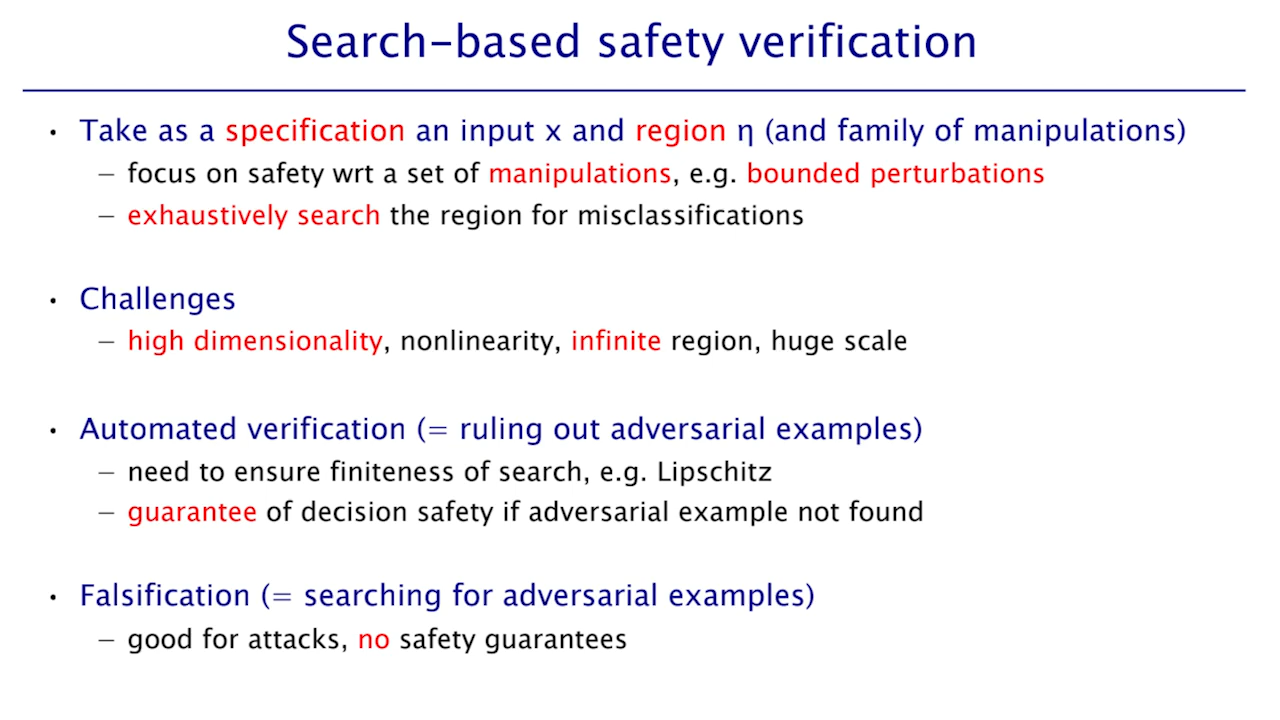 Search-based safety verification
• Take as a specification an input x and region η (and family of manipulations)
– focus on safety wrt a set of manipulations, e.g. bounded perturbations
– exhaustively search the region for misclassifications
• Challenges
– high dimensionality, nonlinearity, infinite region, huge scale
• Automated verification (= ruling out adversarial examples)
– need to ensure finiteness of search, e.g. Lipschitz
– guarantee of decision safety if adversarial example not found
• Falsification (= searching for adversarial examples)
– good for attacks, no safety guarantees